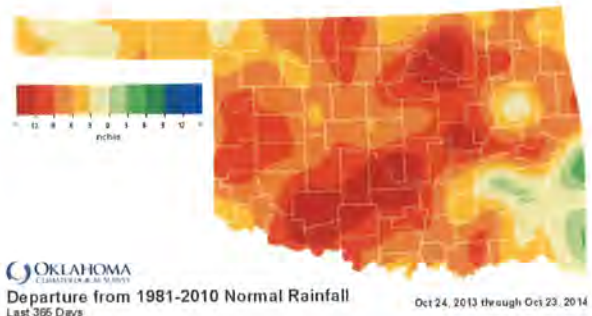 inches
OKLAHOMA
CLIMATOLOGICAL SURVEY
Departure from 1981-2010 Normal Rainfall
Last 365 Days
Oct 24, 2013 through Oct 23, 2014